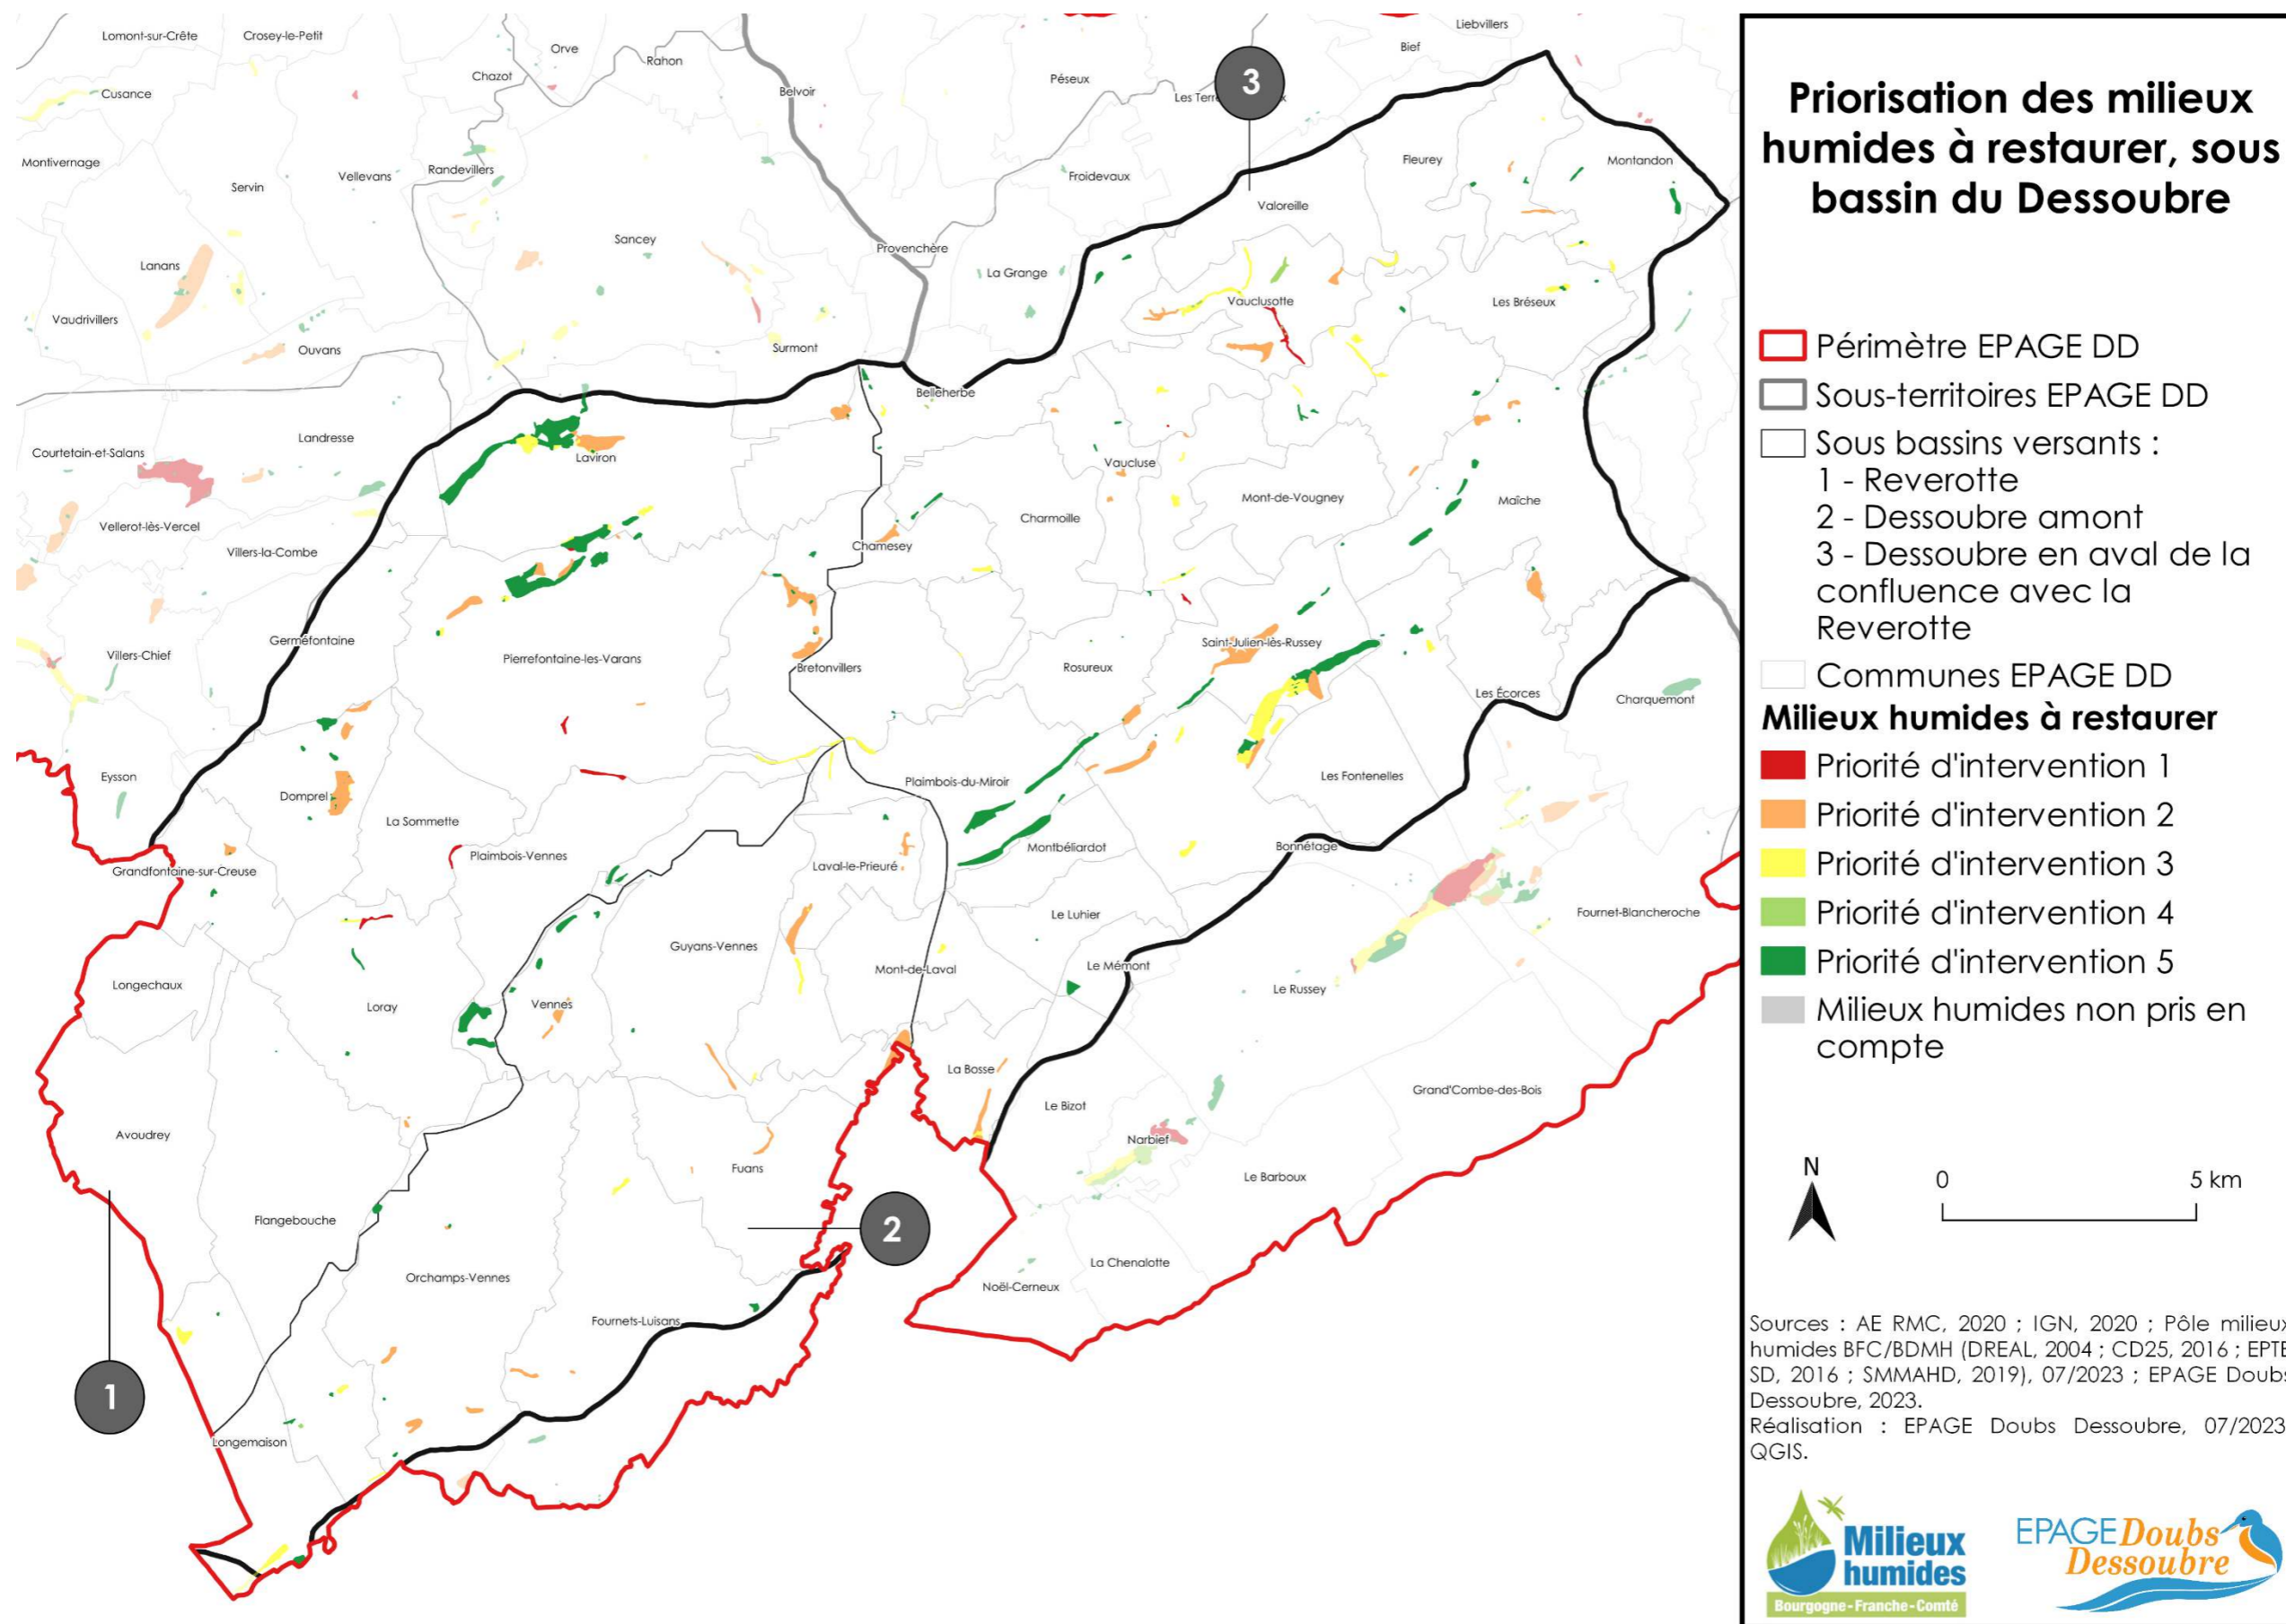 Lomont-sur-Crête
Crosey-le-Petit
Orve
Rahon
Chazot
Cusance
Belvoir
Péseux
Les Terr
3
Bief
Liebvillers
Montivernage
Servin
Vellevans
Randevillers
Froidevaux
Valoreille
Fleurey
Montandon
Lanans
Sancey
Provenchère
La Grange
Vauclusotte
Les Bréseux
Vaudrivillers
Ouvans
Surmont
Belleherbe
Courtetain-et-Salans
Landresse
Laviron
Vaucluse
Mont-de-Vougney
Maîche
Vellerot-lès-Vercel
Villers-la-Combe
Chamesey
Charmoille
Villers-Chief
Germéfontaine
Pierrefontaine-les-Varans
Bretonvillers
Rosureux
Saint-Julien-lès-Russey
Les Écorces
Charquemont
Eysson
Domprel
La Sommette
Plaimbois-du-Miroir
Les Fontenelles
Grandfontaine-sur-Creuse
Plaimbois-Vennes
Laval-le-Prieuré
Montbéliardot
Bonnétage
Le Luhier
Fournet-Blancheroche
Guyans-Vennes
Mont-de-Laval
Le Mémont
Longechaux
Loray
Vennes
Le Russey
La Bosse
Le Bizot
Grand'Combe-des-Bois
Avoudrey
Narbief
Fuans
Le Barboux
Flangebouche
2
Orchamps-Vennes
La Chenalotte
Noël-Cerneux
Fournets-Luisans
1
Longemaison
Priorisation des milieux
humides à restaurer, sous
bassin du Dessoubre
Périmètre EPAGE DD
Sous-territoires EPAGE DD
Sous bassins versants :
1 - Reverotte
2 - Dessoubre amont
3 - Dessoubre en aval de la
confluence avec la
Reverotte
Communes EPAGE DD
Milieux humides à restaurer
Priorité d'intervention 1
Priorité d'intervention 2
Priorité d'intervention 3
Priorité d'intervention 4
Priorité d'intervention 5
Milieux humides non pris en
compte
N
0 5 km
Sources : AE RMC, 2020 ; IGN, 2020 ; Pôle milieux
humides BFC/BDMH (DREAL, 2004 ; CD25, 2016 ; EPTB
SD, 2016 ; SMMAHD, 2019), 07/2023 ; EPAGE Doubs
Dessoubre, 2023.
Réalisation : EPAGE Doubs Dessoubre, 07/2023
QGIS.
Milieux
humides
Bourgogne-Franche-Comté
EPAGE Doubs
Dessoubre